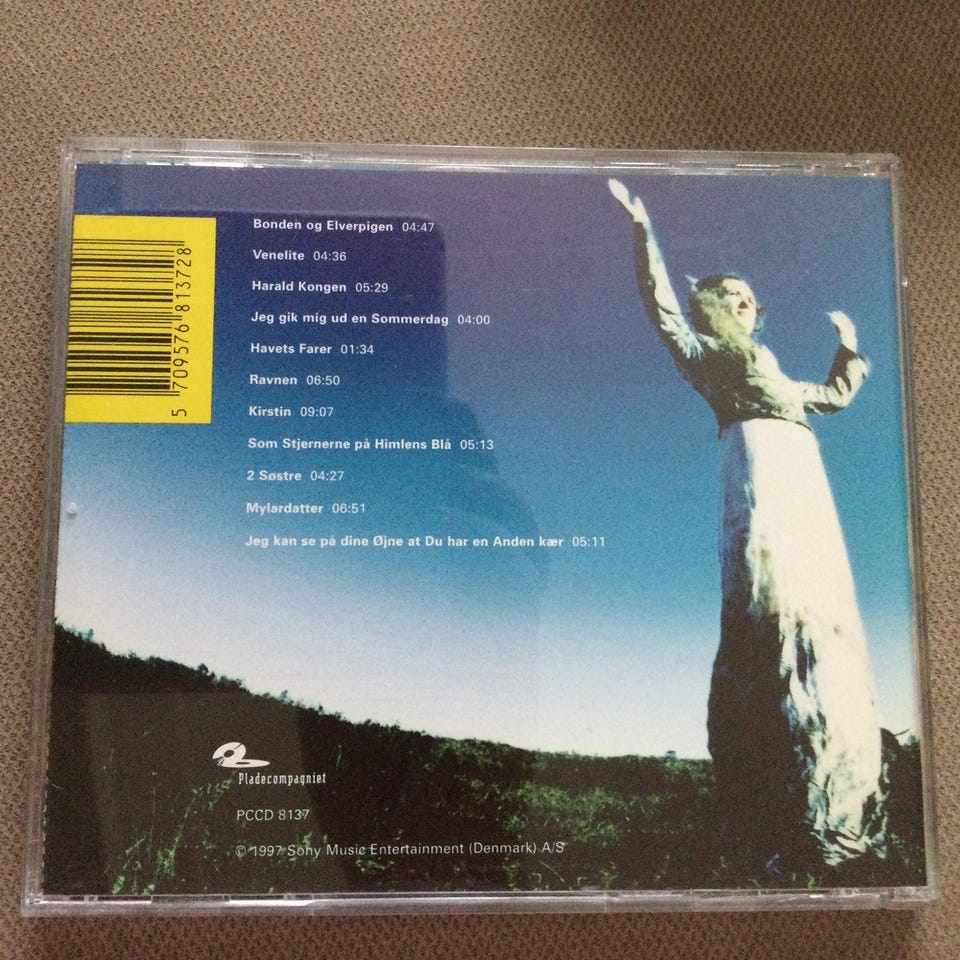 Bonden og Elverpigen 04:47
Venelite 04:36
Harald Kongen 05:29
Jeg gik mig ud en Sommerdag 04:00
Havets Farer 01:34
Ravnen 06:50
Kirstin 09:07
Som Stjernerne på Himlens Blå 05:13
2 Søstre 04:27
Mylardatter 06:51
Jeg kan se på dine Øjne at Du har en Anden kær 05:11
5 709576 813728
Pladecompagniet
PCCD 8137
© 1997 Sony Music Entertainment (Denmark) A/S